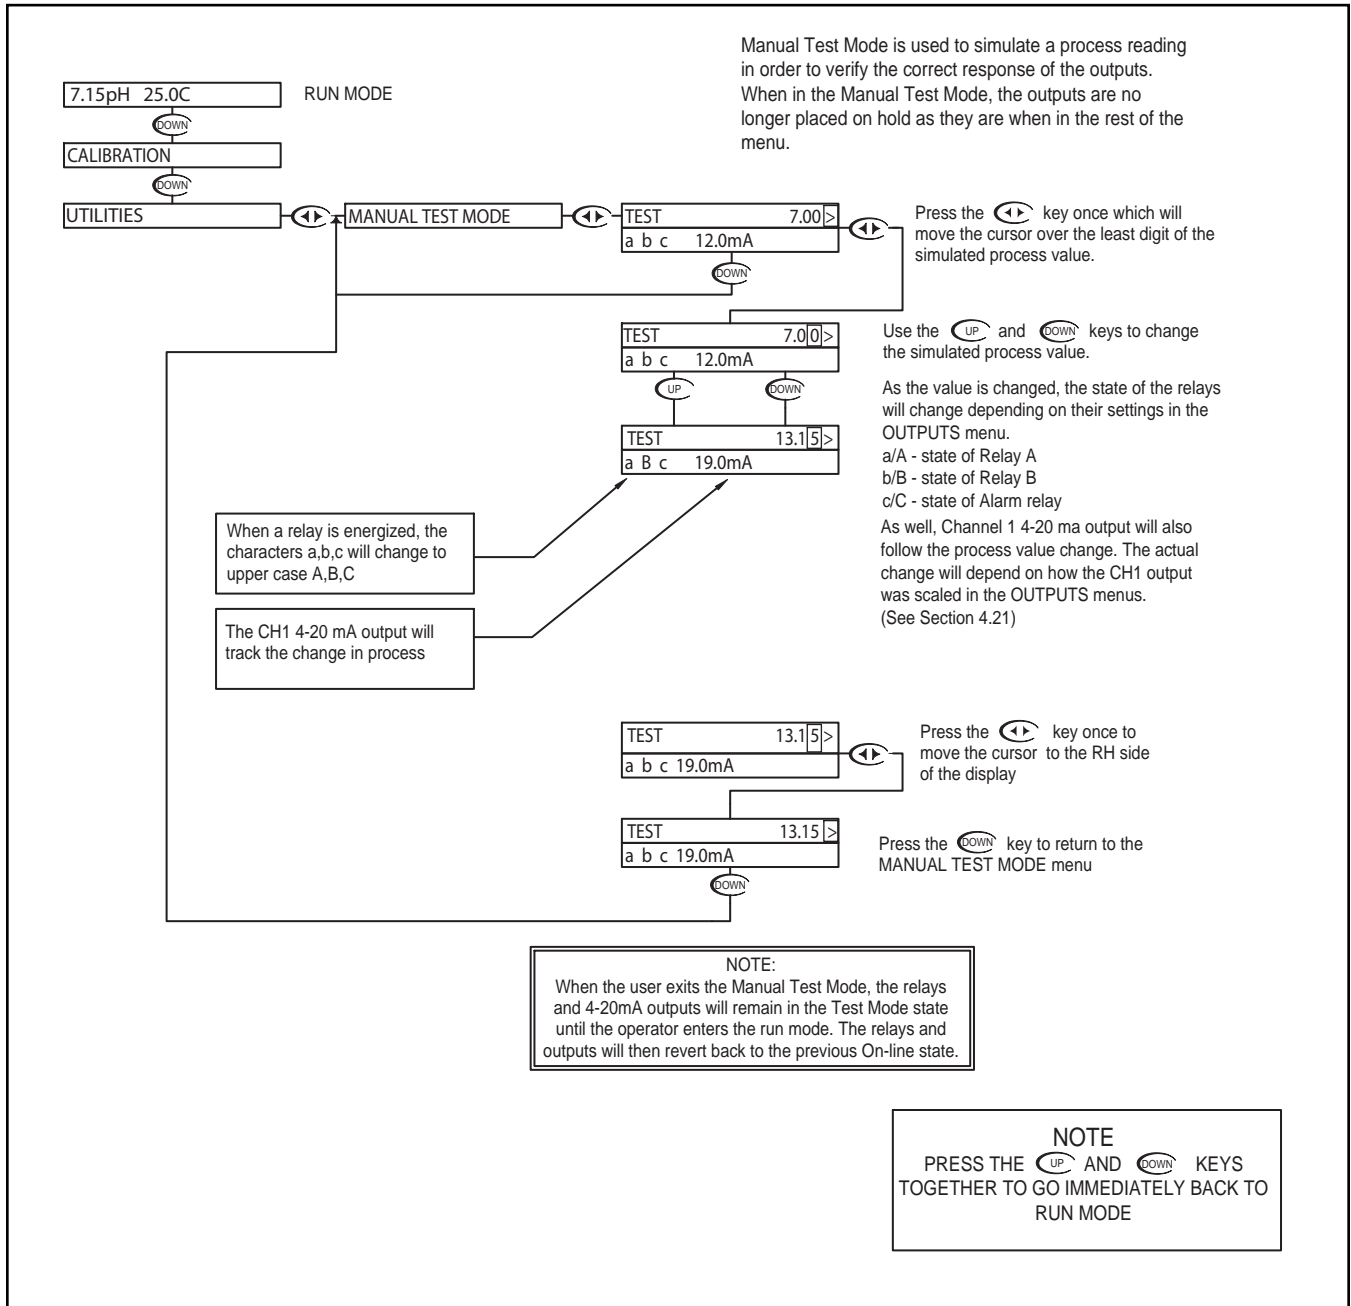 Manual Test Mode is used to simulate a process reading
in order to verify the correct response of the outputs.
When in the Manual Test Mode, the outputs are no
longer placed on hold as they are when in the rest of the
menu.
7.15pH 25.0C
RUN MODE
DOWN
CALIBRATION
DOWN
UTILITIES
MANUAL TEST MODE
TEST 7.00>
a b c 12.0mA
DOWN
Press the key once which will
move the cursor over the least digit of the
simulated process value.
TEST 7.00>
a b c 12.0mA
UP DOWN
Use the UP and DOWN keys to change
the simulated process value.
TEST 13.15>
a B c 19.0mA
As the value is changed, the state of the relays
will change depending on their settings in the
OUTPUTS menu.
a/A - state of Relay A
b/B - state of Relay B
c/C - state of Alarm relay
As well, Channel 1 4-20 ma output will also
follow the process value change. The actual
change will depend on how the CH1 output
was scaled in the OUTPUTS menus.
(See Section 4.21)
When a relay is energized, the
characters a,b,c will change to
upper case A,B,C
The CH1 4-20 mA output will
track the change in process
TEST 13.15>
a b c 19.0mA
Press the key once to
move the cursor to the RH side
of the display
TEST 13.15>
a b c 19.0mA
DOWN
Press the DOWN key to return to the
MANUAL TEST MODE menu
NOTE:
When the user exits the Manual Test Mode, the relays
and 4-20mA outputs will remain in the Test Mode state
until the operator enters the run mode. The relays and
outputs will then revert back to the previous On-line state.
NOTE
PRESS THE UP AND DOWN KEYS
TOGETHER TO GO IMMEDIATELY BACK TO
RUN MODE